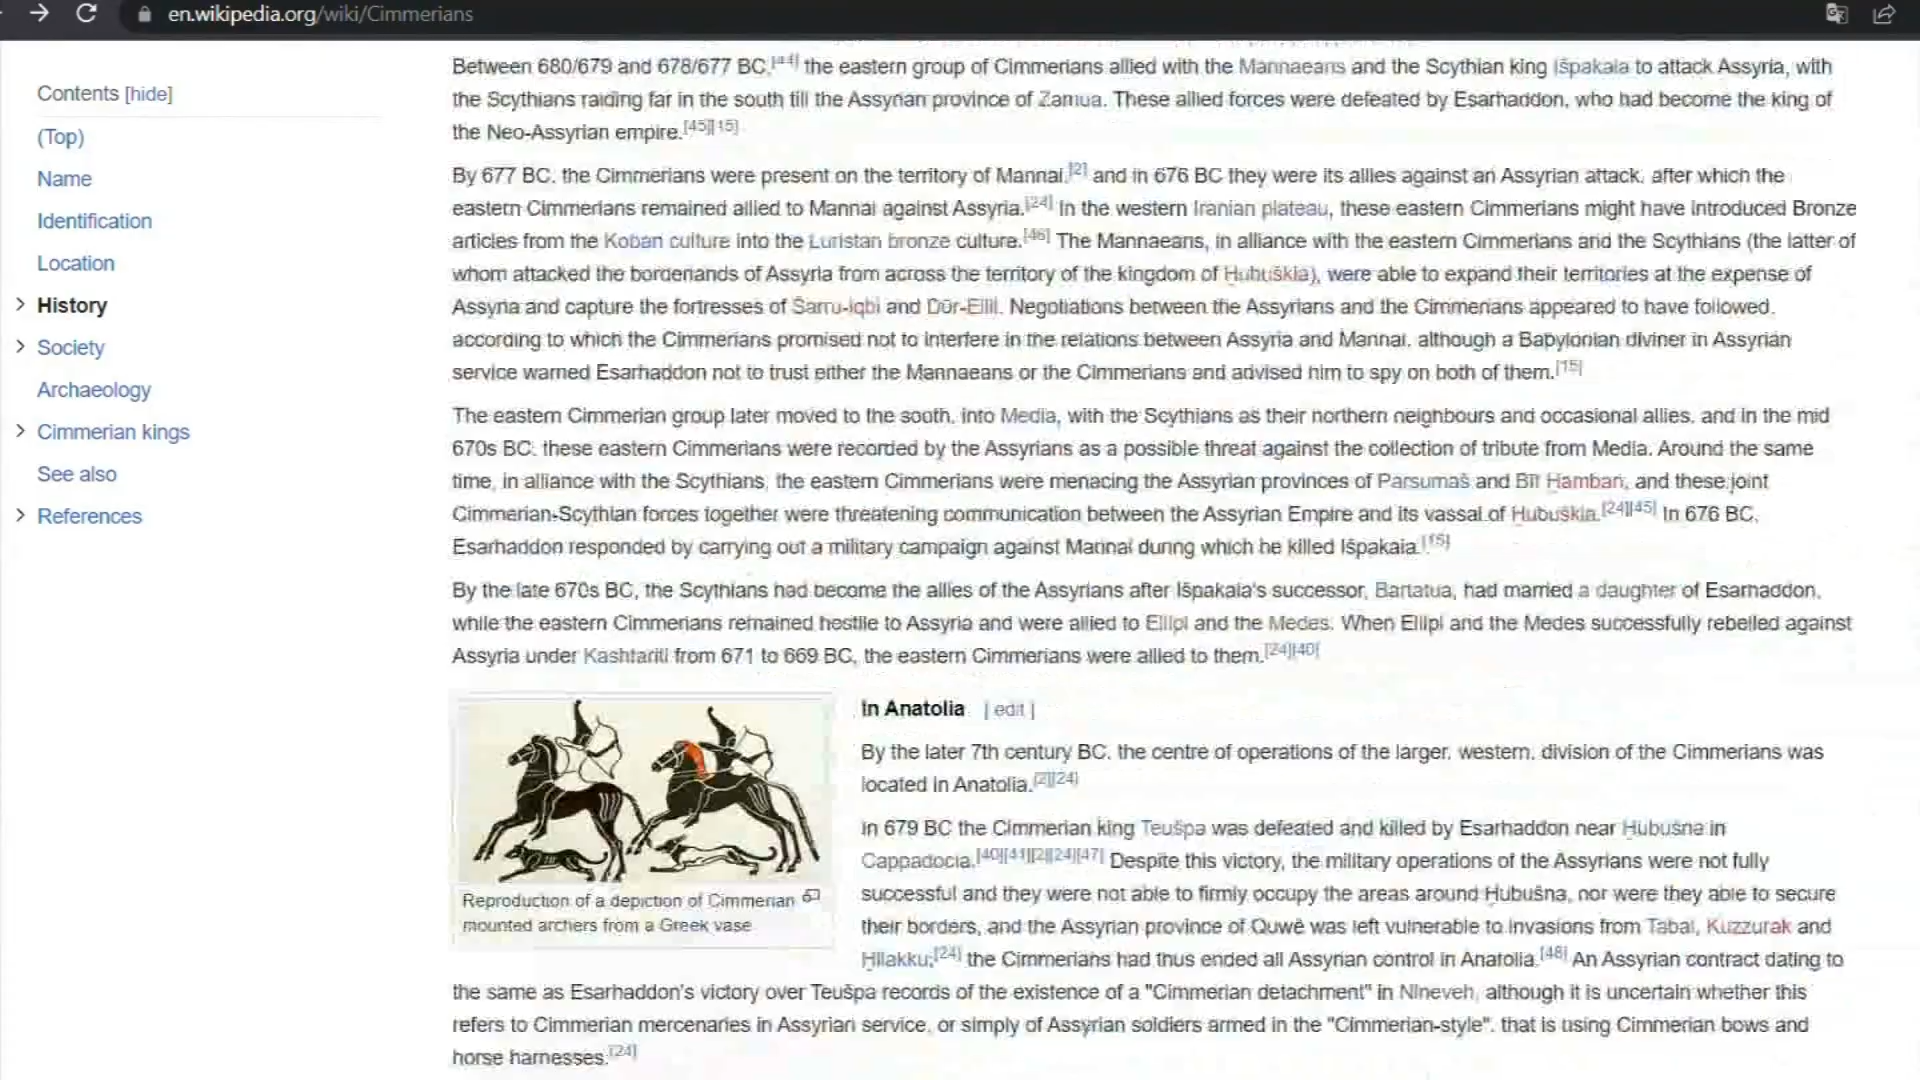 en.wikipedia.org/wiki/Cimmerians
Contents [hide]
(Top)
Name
Identification
Location
History
Society
Archaeology
Cimmerian kings
See also
References
Between 680/679 and 678/677 BC,[44] the eastern group of Cimmerians allied with the Mannaeans and the Scythian king Išpakaia to attack Assyria, with
the Scythians raiding far in the south till the Assyrian province of Zamua. These allied forces were defeated by Esarhaddon, who had become the king of
the Neo-Assyrian empire.[45][15]
By 677 BC, the Cimmerians were present on the territory of Mannai,[2] and in 676 BC they were its allies against an Assyrian attack, after which the
eastern Cimmerians remained allied to Mannai against Assyria.[24] In the western Iranian plateau, these eastern Cimmerians might have introduced Bronze
articles from the Koban culture into the Luristan bronze culture.[46] The Mannaeans, in alliance with the eastern Cimmerians and the Scythians (the latter of
whom attacked the borderlands of Assyria from across the territory of the kingdom of Ḫubuškia), were able to expand their territories at the expense of
Assyria and capture the fortresses of Šarru-iqbi and Dūr-Ellil. Negotiations between the Assyrians and the Cimmerians appeared to have followed,
according to which the Cimmerians promised not to interfere in the relations between Assyria and Mannai, although a Babylonian diviner in Assyrian
service warned Esarhaddon not to trust either the Mannaeans or the Cimmerians and advised him to spy on both of them.[15]
The eastern Cimmerian group later moved to the south, into Media, with the Scythians as their northern neighbours and occasional allies, and in the mid
670s BC, these eastern Cimmerians were recorded by the Assyrians as a possible threat against the collection of tribute from Media. Around the same
time, in alliance with the Scythians, the eastern Cimmerians were menacing the Assyrian provinces of Parsumaš and Bīt Ḫamban, and these joint
Cimmerian-Scythian forces together were threatening communication between the Assyrian Empire and its vassal of Ḫubuškia.[24][45] In 676 BC,
Esarhaddon responded by carrying out a military campaign against Mannai during which he killed Išpakaia.[15]
By the late 670s BC, the Scythians had become the allies of the Assyrians after Išpakaia's successor, Bartatua, had married a daughter of Esarhaddon,
while the eastern Cimmerians remained hostile to Assyria and were allied to Ellipi and the Medes. When Ellipi and the Medes successfully rebelled against
Assyria under Kashtariti from 671 to 669 BC, the eastern Cimmerians were allied to them.[24][40]
Reproduction of a depiction of Cimmerian
mounted archers from a Greek vase
In Anatolia [ edit ]
By the later 7th century BC, the centre of operations of the larger, western, division of the Cimmerians was
located in Anatolia.[2][24]
In 679 BC the Cimmerian king Teušpa was defeated and killed by Esarhaddon near Ḫubušna in
Cappadocia.[40][41][2][24][47] Despite this victory, the military operations of the Assyrians were not fully
successful and they were not able to firmly occupy the areas around Ḫubušna, nor were they able to secure
their borders, and the Assyrian province of Quwê was left vulnerable to invasions from Tabal, Kuzzurak and
Ḫilakku;[24] the Cimmerians had thus ended all Assyrian control in Anatolia.[48] An Assyrian contract dating to
the same as Esarhaddon's victory over Teušpa records of the existence of a "Cimmerian detachment" in Nineveh, although it is uncertain whether this
refers to Cimmerian mercenaries in Assyrian service, or simply of Assyrian soldiers armed in the "Cimmerian-style", that is using Cimmerian bows and
horse harnesses.[24]